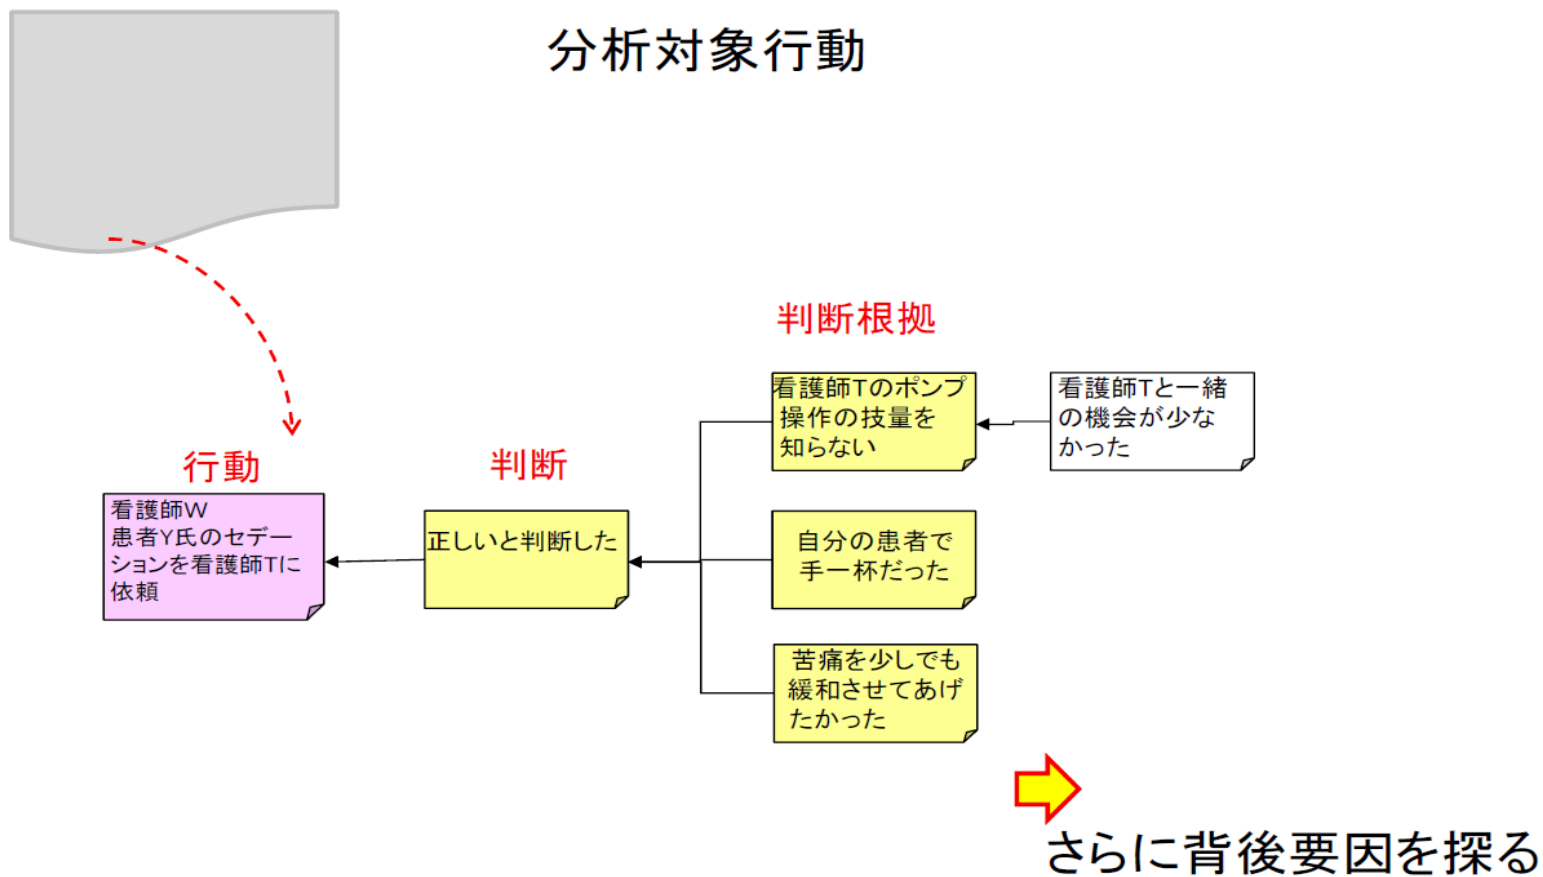 分析対象行動
判断根拠
看護師Tのポンプ
操作の技量を
知らない
看護師Tと一緒
の機会が少な
かった
行動
判断
看護師W
患者Y氏のセデー
ションを看護師Tに
依頼
正しいと判断した
自分の患者で
手一杯だった
苦痛を少しでも
緩和させてあげ
たかった
さらに背後要因を探る